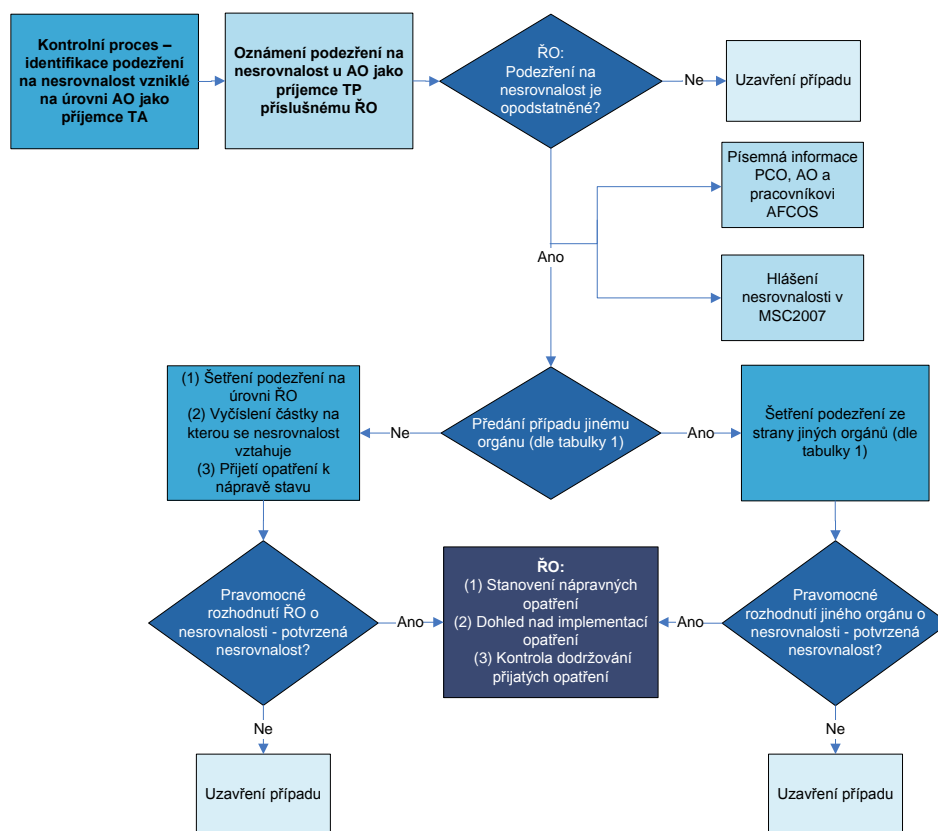 Kontrolní proces –
identifikace podezření
na nesrovnalost vzniklé
na úrovni AO jako
příjemce TA
Oznámení podezření na
nesrovnalost u AO jako
príjemce TP
příslušnému ŘO
ŘO:
Podezření na
nesrovnalost je
opodstatněné?
Ne
Uzavření případu
Písemná informace
PCO, AO a
pracovníkovi
AFCOS
Ano
Hlášení
nesrovnalosti v
MSC2007
(1) Šetření podezření na
úrovni ŘO
(2) Vyčíslení částky na
kterou se nesrovnalost
vztahuje
(3) Přijetí opatření k
nápravě stavu
Ne
Předání případu jinému
orgánu (dle tabulky 1)
Ano
Šetření podezření ze
strany jiných orgánů (dle
tabulky 1)
Pravomocné
rozhodnutí ŘO o
nesrovnalosti - potvrzená
nesrovnalost?
Ano
ŘO:
(1) Stanovení nápravných
opatření
(2) Dohled nad implementací
opatření
(3) Kontrola dodržování
přijatých opatření
Ano
Pravomocné
rozhodnutí jiného orgánu o
nesrovnalosti - potvrzená
nesrovnalost?
Ne
Ne
Uzavření případu
Uzavření případu